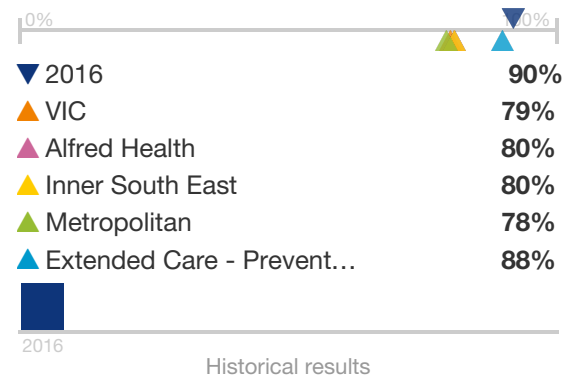 0% 100%
2016 90%
VIC 79%
Alfred Health 80%
Inner South East 80%
Metropolitan 78%
Extended Care - Prevent… 88%
2016
Historical results